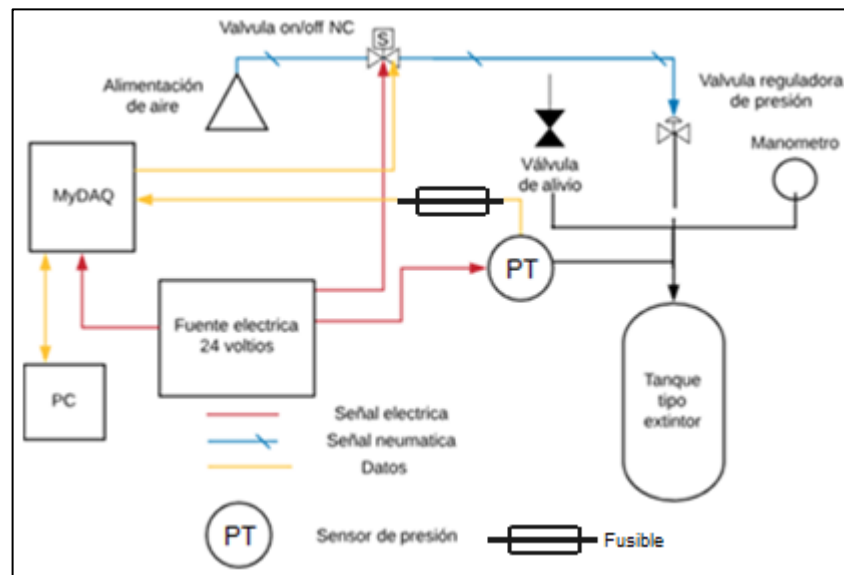 Valvula on/off NC
S
Alimentación
de aire
Valvula reguladora
de presión
Manometro
Válvula
de alivio
MyDAQ
PT
Fuente electrica
24 voltios
PC
Tanque
tipo
extintor
Señal electrica
Señal neumatica
Datos
PT
Sensor de presión
Fusible